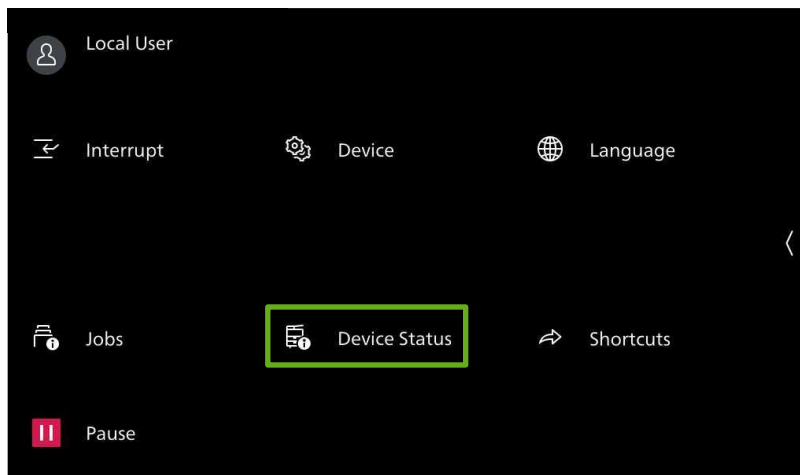 Local User
Interrupt
Device
Language
Jobs
Device Status
Shortcuts
Pause